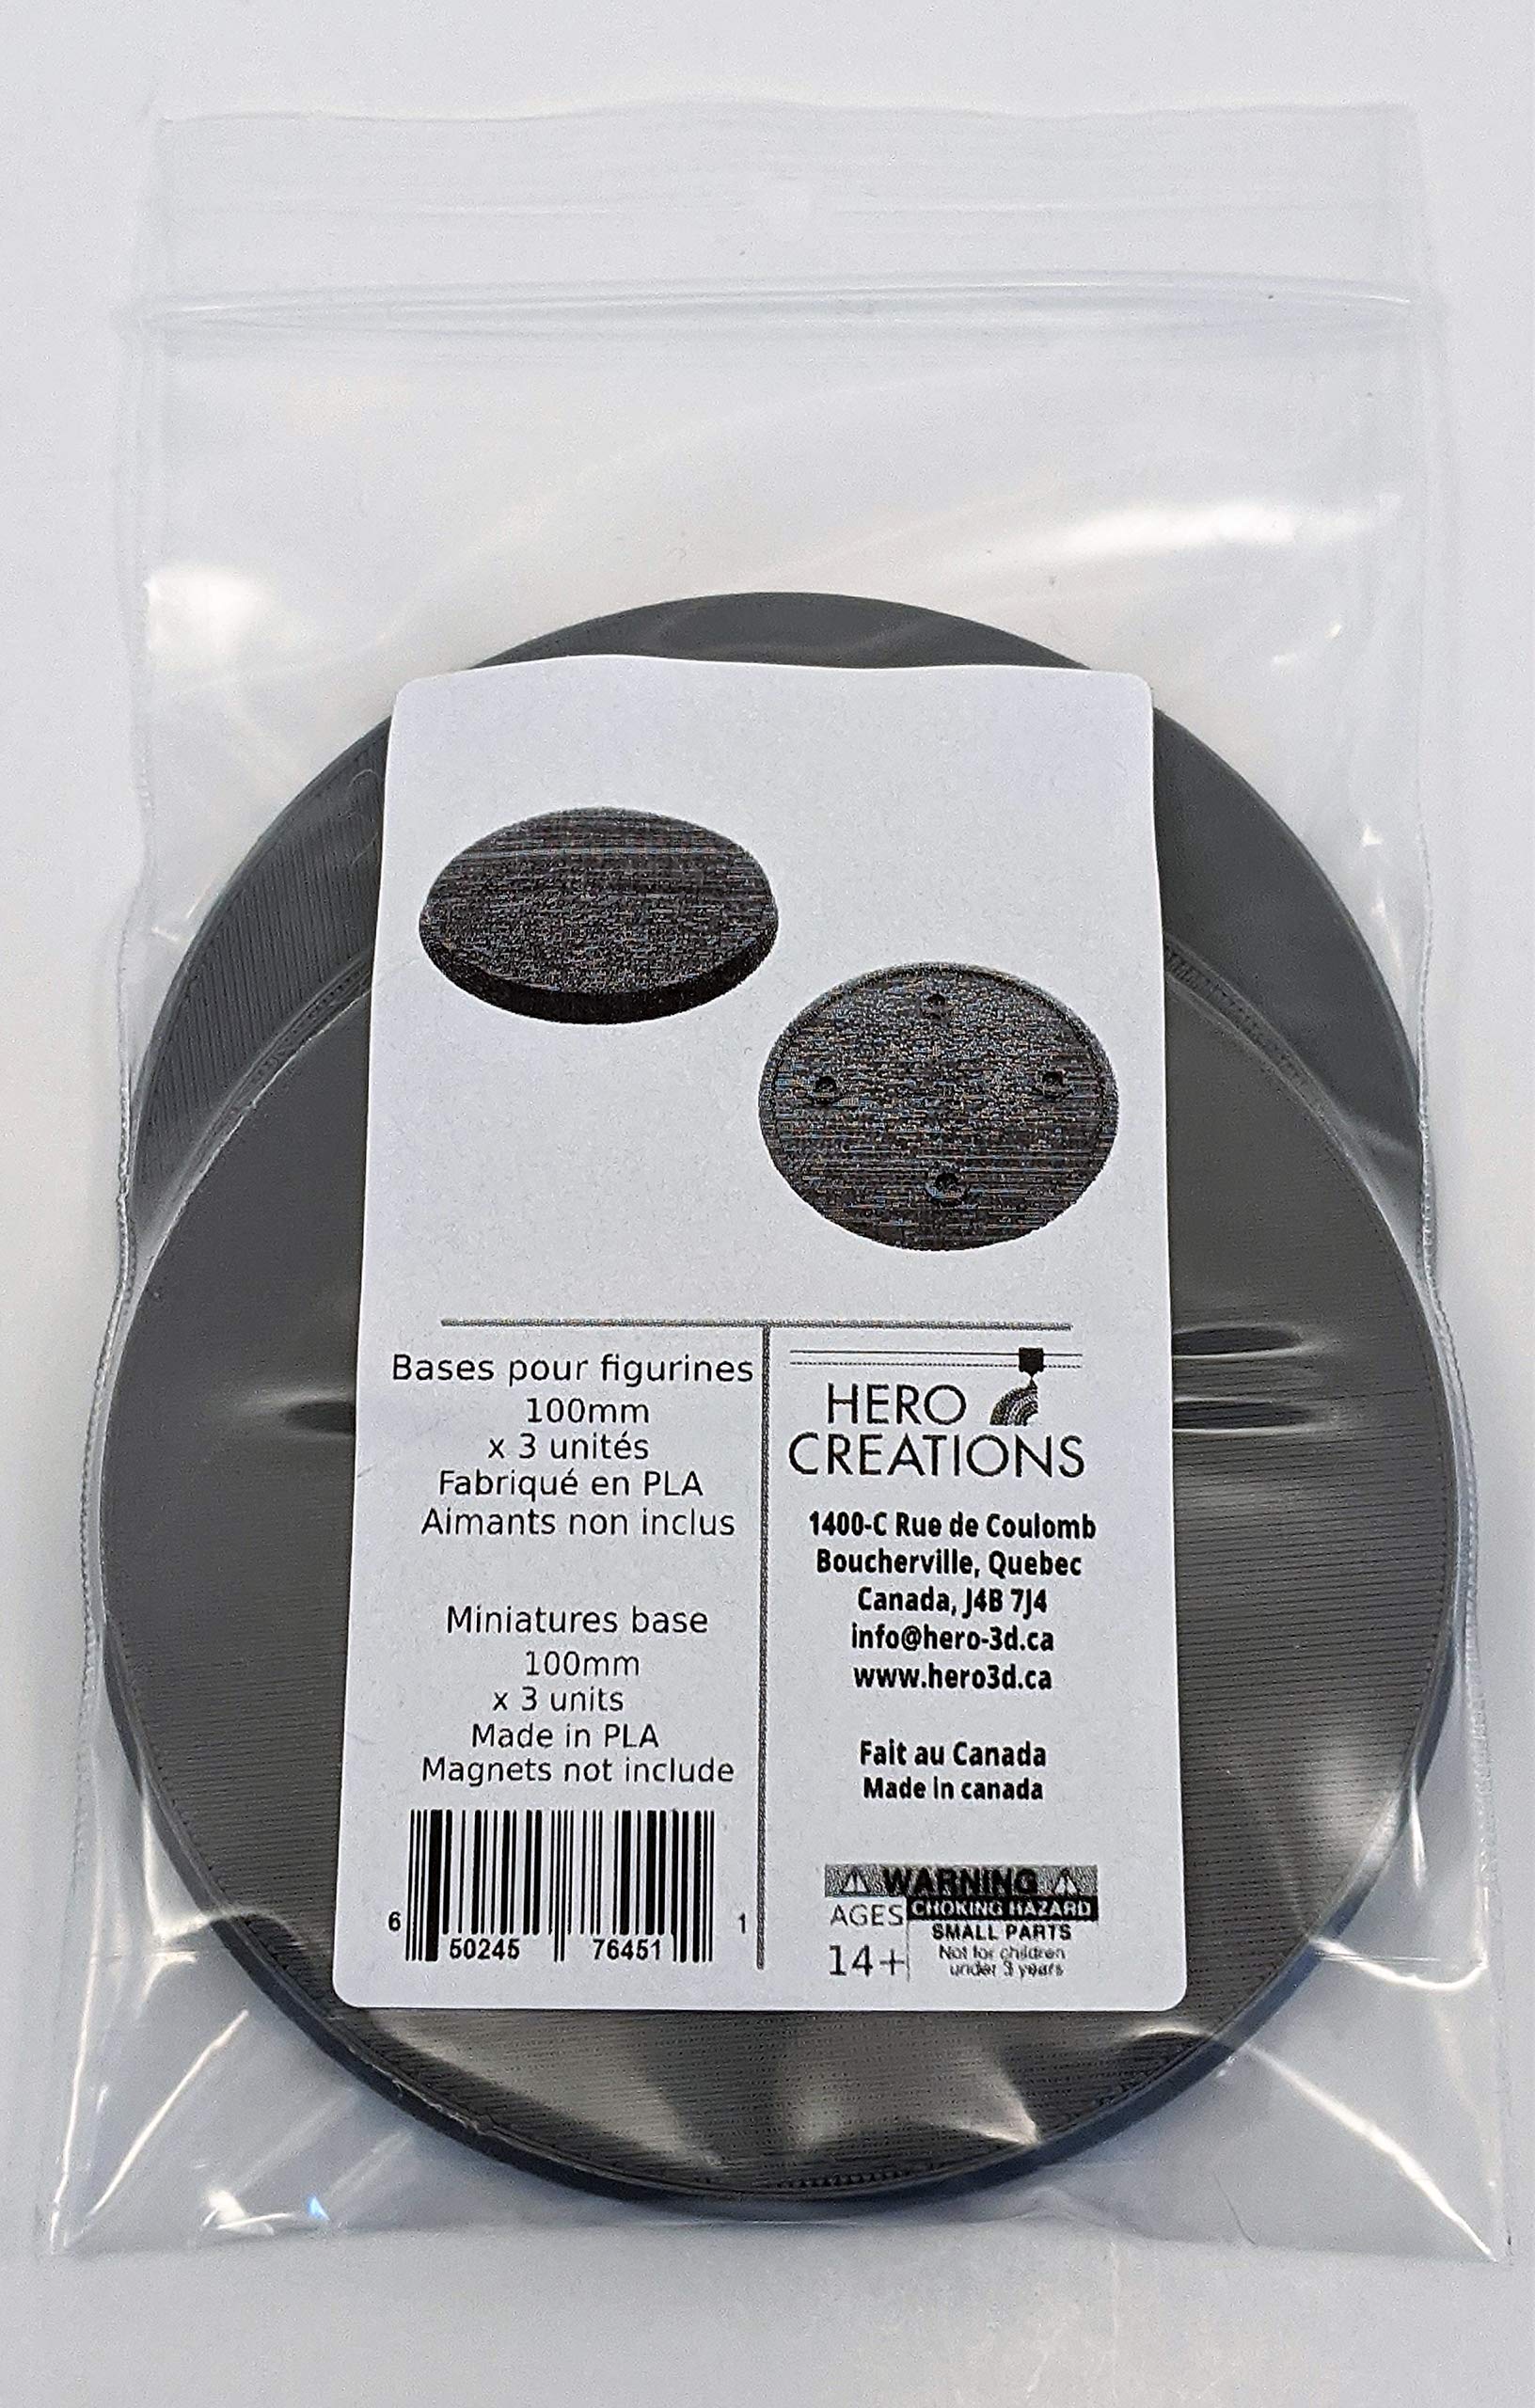 Bases pour figurines
100mm
x 3 unités
Fabriqué en PLA
Aimants non inclus
Miniatures base
100mm
x 3 units
Made in PLA
Magnets not include
6 50245 76451 1
HERO
CREATIONS
1400-C Rue de Coulomb
Boucherville, Quebec
Canada, J4B 7J4
info@hero-3d.ca
www.hero3d.ca
Fait au Canada
Made in canada
WARNING
CHOKING HAZARD
AGES
14+
SMALL PARTS
Not for children
under 3 years